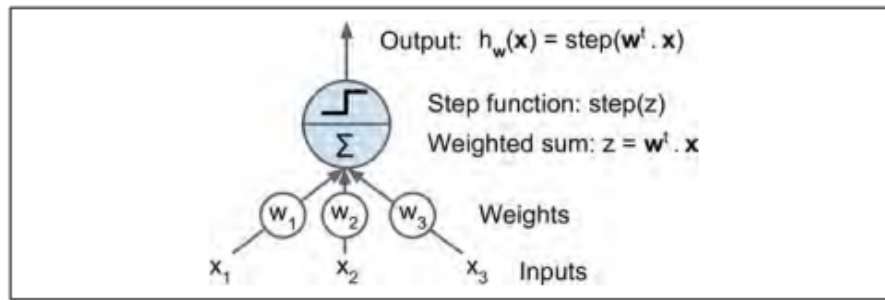 Output: h_w(x) = step(w^t . x)
Step function: step(z)
Σ
Weighted sum: z = w^t . x
w_1 w_2 w_3 Weights
x_1 x_2 x_3 Inputs